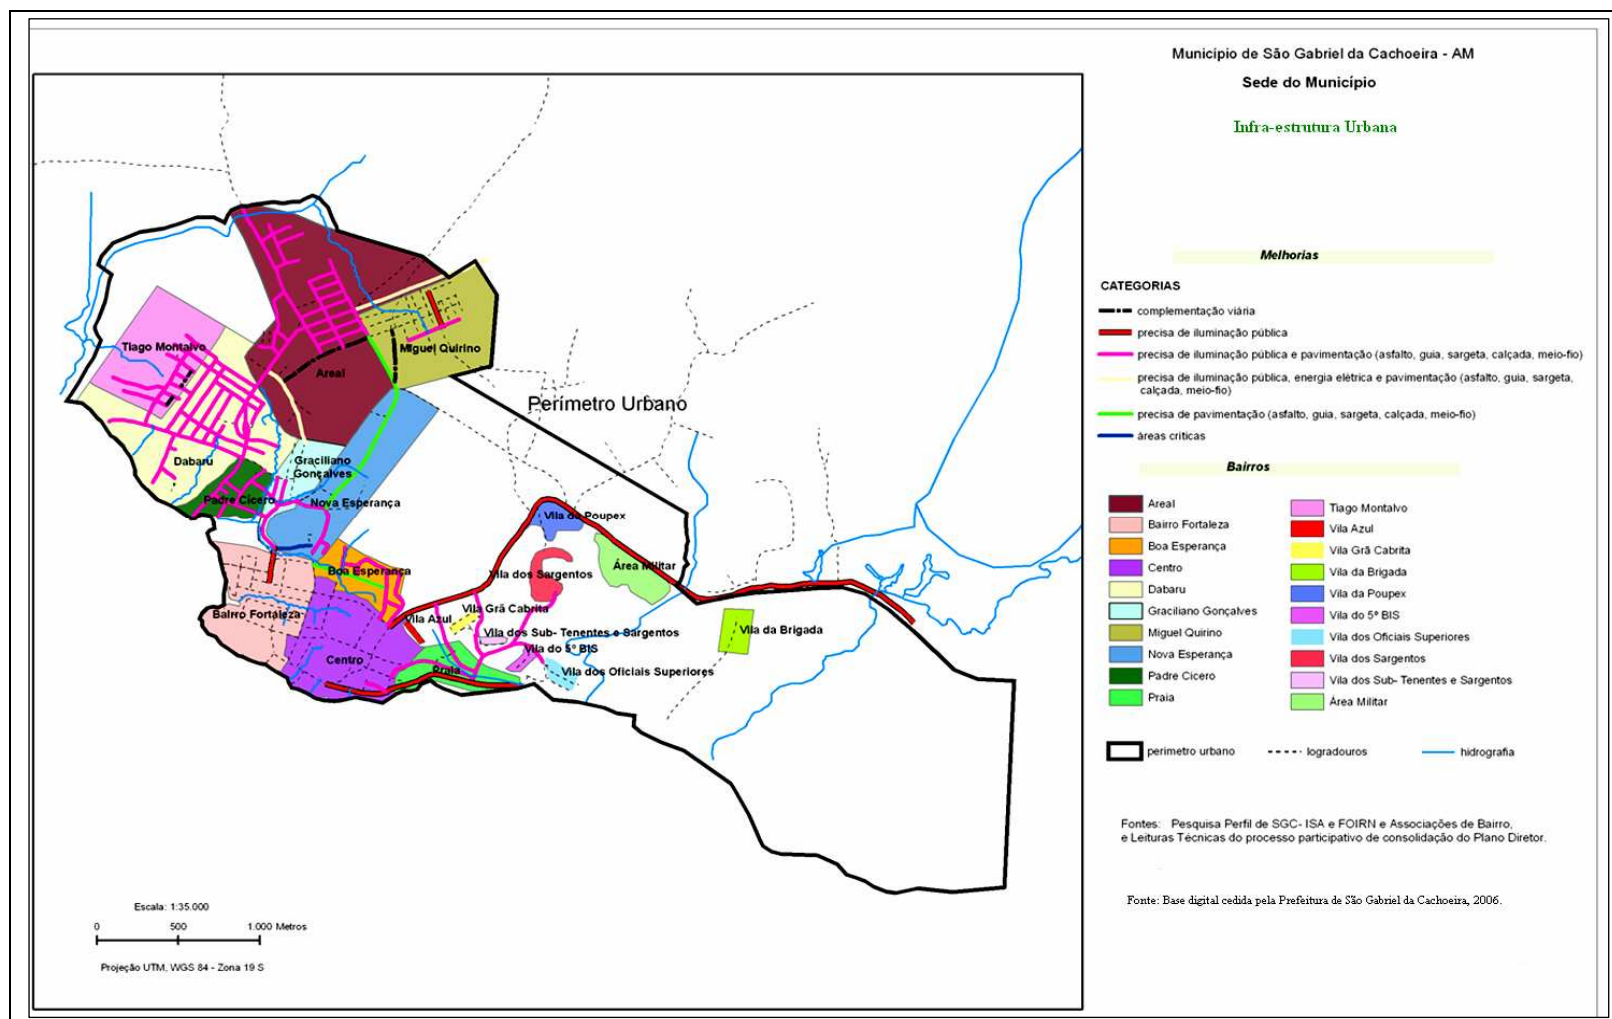 Município de São Gabriel da Cachoeira - AM
Sede do Município
Infra-estrutura Urbana
Melhorias
CATEGORIAS
complementação viária
precisa de iluminação pública
precisa de iluminação pública e pavimentação (asfalto, guia, sargeta, calçada, meio-fio)
precisa de iluminação pública, energia elétrica e pavimentação (asfalto, guia, sargeta,
calçada, meio-fio)
precisa de pavimentação (asfalto, guia, sargeta, calçada, meio-fio)
áreas criticas
Bairros
Areal
Bairro Fortaleza
Boa Esperança
Centro
Dabaru
Graciliano Gonçalves
Miguel Quirino
Nova Esperança
Padre Cicero
Praia
Tiago Montalvo
Vila Azul
Vila Grã Cabrita
Vila da Brigada
Vila da Poupex
Vila do 5º BIS
Vila dos Oficiais Superiores
Vila dos Sargentos
Vila dos Sub- Tenentes e Sargentos
Área Militar
perimetro urbano
logradouros
hidrografia
Fontes: Pesquisa Perfil de SGC- ISA e FOIRN e Associações de Bairro,
e Leituras Técnicas do processo participativo de consolidação do Plano Diretor.
Fonte: Base digital cedida pela Prefeitura de São Gabriel da Cachoeira, 2006.
Tiago Montalvo
Areal
Miguel Quirino
Perímetro Urbano
Dabaru
Graciliano
Gonçalves
Padre Cicero
Nova Esperança
Vila da Poupex
Boa Esperança
Vila dos Sargentos
Área Militar
Bairro Fortaleza
Vila Grã Cabrita
Vila Azul
Vila dos Sub- Tenentes e Sargentos
Vila da Brigada
Vila do 5º BIS
Centro
Praia
Vila dos Oficiais Superiores
Escala: 1:35.000
0 500 1.000 Metros
Projeção UTM, WGS 84 - Zona 19 S